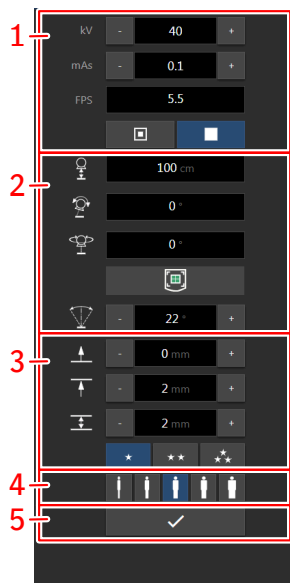 1
kV - 40 +
mAs - 0.1 +
FPS 5.5
2
100 cm
0 °
0 °
- 22 ° +
3
- 0 mm +
- 2 mm +
- 2 mm +
4
5